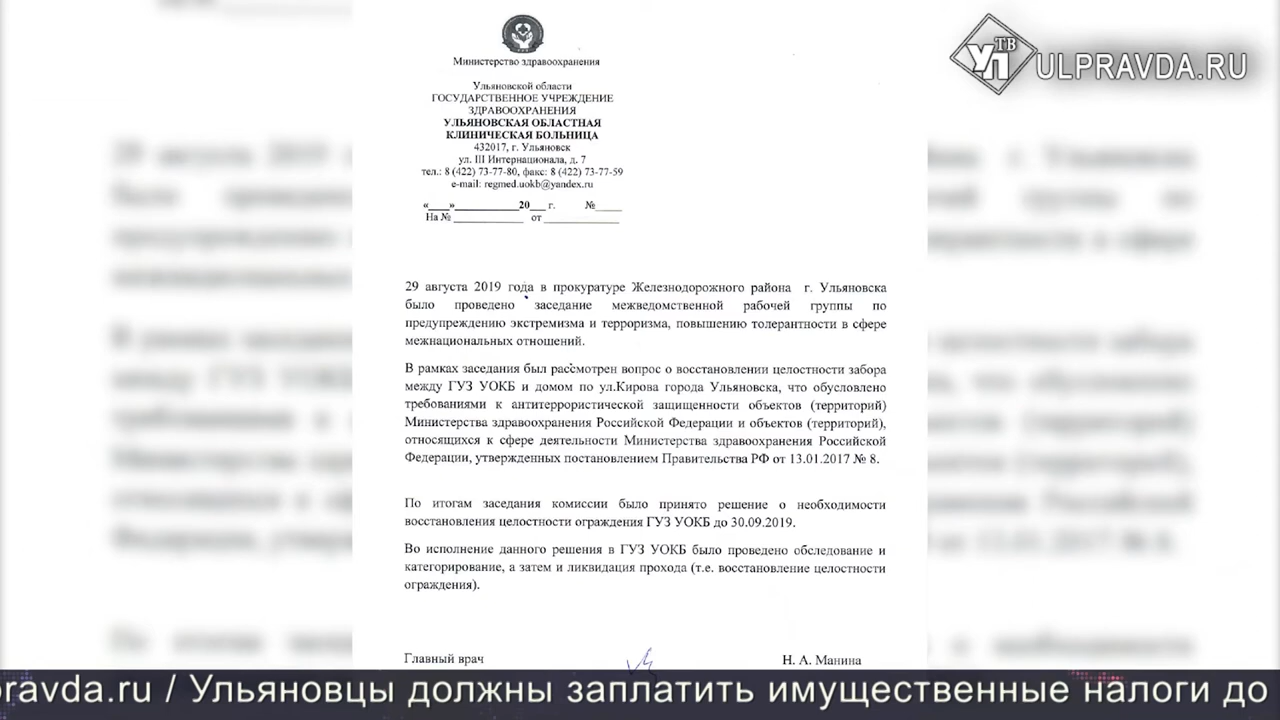 Министерство здравоохранения
Ульяновской области
ГОСУДАРСТВЕННОЕ УЧРЕЖДЕНИЕ
ЗДРАВООХРАНЕНИЯ
УЛЬЯНОВСКАЯ ОБЛАСТНАЯ
КЛИНИЧЕСКАЯ БОЛЬНИЦА
432017, г. Ульяновск
ул. III Интернационала, д. 7
тел.: 8 (422) 73-77-80, факс: 8 (422) 73-77-59
e-mail: regmed.uokb@yandex.ru
«___»__________20__ г. №____
На № ___________ от ____________
УП ТВ ULPRAVDA.RU
29 августа 2019 года в прокуратуре Железнодорожного района г. Ульяновска
было проведено заседание межведомственной рабочей группы по
предупреждению экстремизма и терроризма, повышению толерантности в сфере
межнациональных отношений.
В рамках заседания был рассмотрен вопрос о восстановлении целостности забора
между ГУЗ УОКБ и домом по ул.Кирова города Ульяновска, что обусловлено
требованиями к антитеррористической защищенности объектов (территорий)
Министерства здравоохранения Российской Федерации и объектов (территорий),
относящихся к сфере деятельности Министерства здравоохранения Российской
Федерации, утвержденных постановлением Правительства РФ от 13.01.2017 № 8.
По итогам заседания комиссии было принято решение о необходимости
восстановления целостности ограждения ГУЗ УОКБ до 30.09.2019.
Во исполнение данного решения в ГУЗ УОКБ было проведено обследование и
категорирование, а затем и ликвидация прохода (т.е. восстановление целостности
ограждения).
Главный врач Н. А. Манина
pravda.ru / Ульяновцы должны заплатить имущественные налоги до